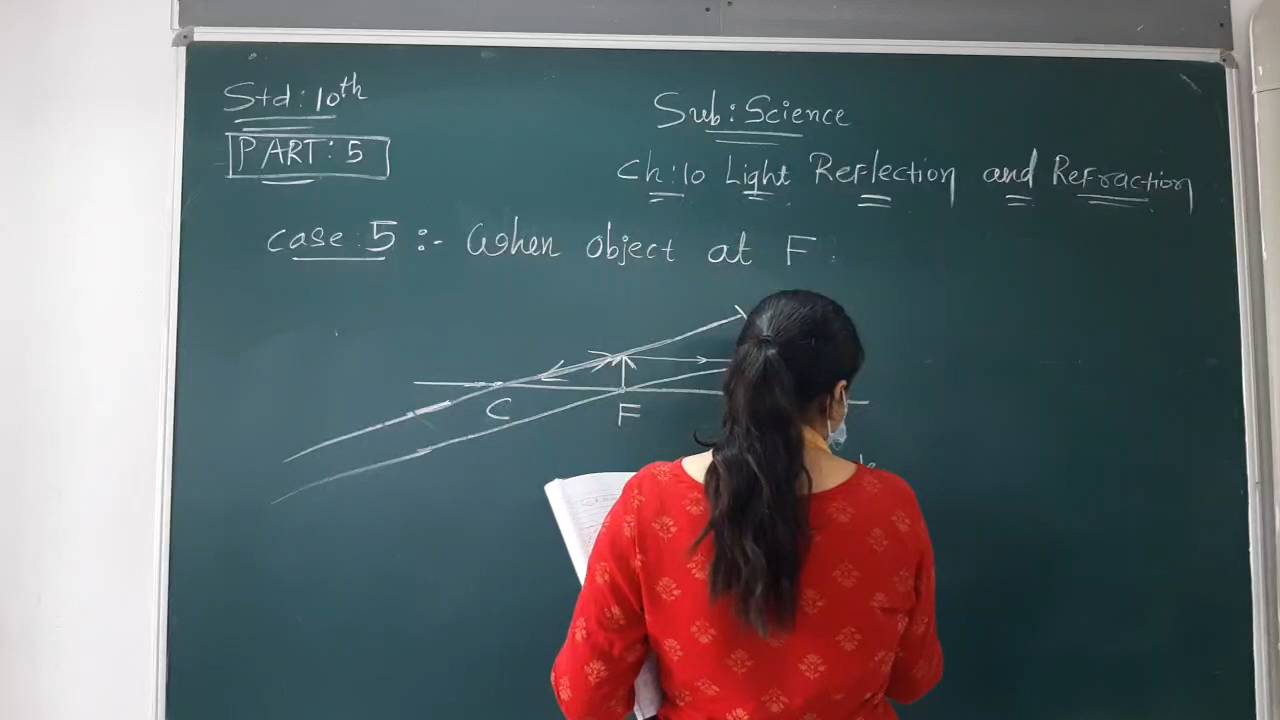 Std: 10th
PART: 5
Sub: Science
Ch: 10 Light Reflection and Refraction
case: 5 :- When object at F:
C
F